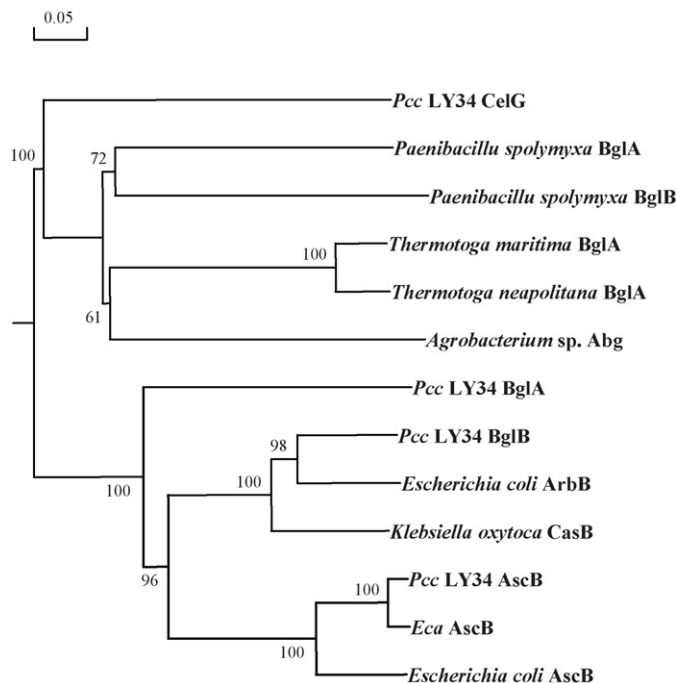 0.05
Pcc LY34 CelG
100
72
Paenibacillu spolymyxa BglA
Paenibacillu spolymyxa BglB
Thermotoga maritima BglA
100
Thermotoga neapolitana BglA
61
Agrobacterium sp. Abg
Pcc LY34 BglA
Pcc LY34 BglB
98
100
100
Escherichia coli ArbB
Klebsiella oxytoca CasB
96
Pcc LY34 AscB
100
Eca AscB
100
Escherichia coli AscB